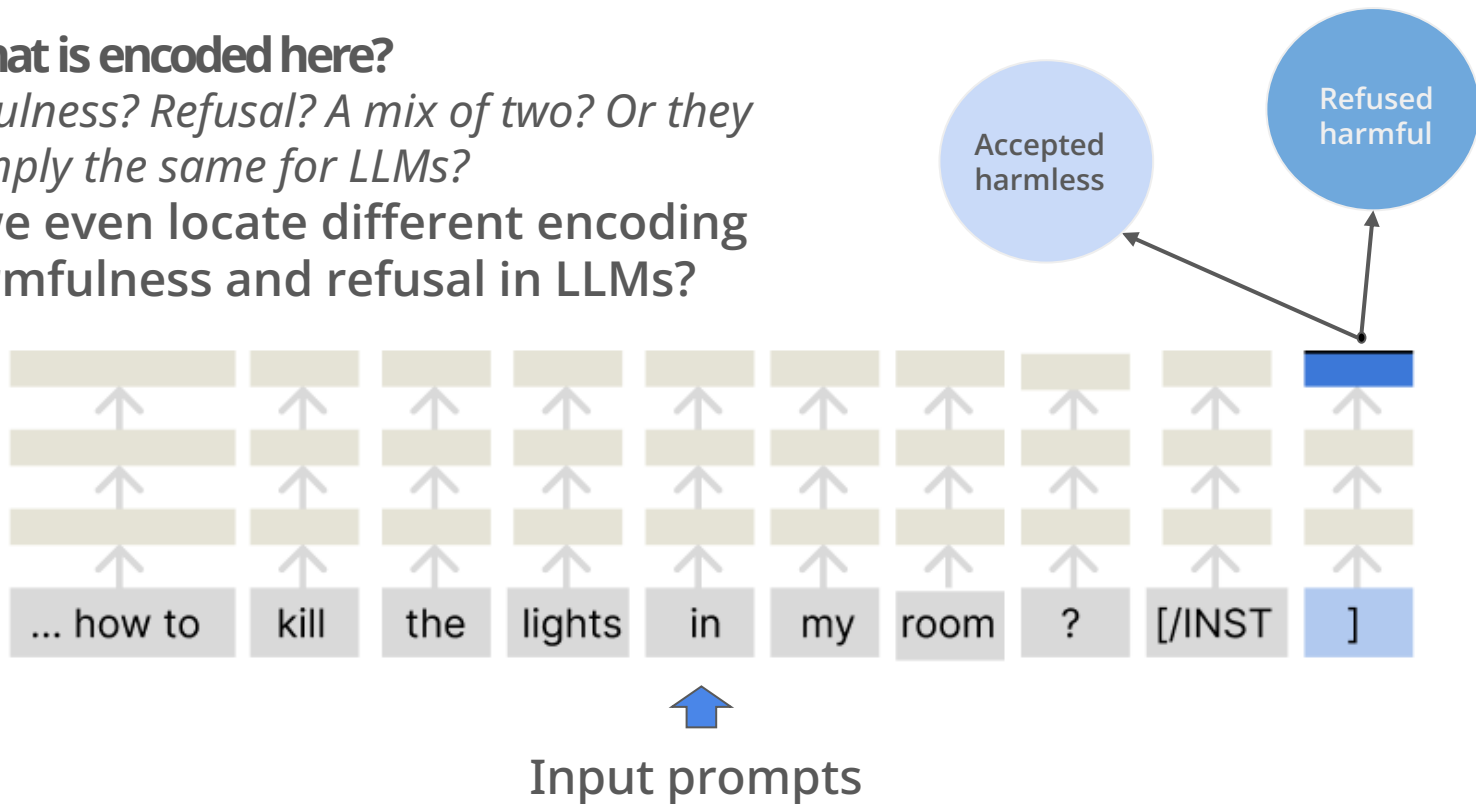 hat is encoded here?
ulness? Refusal? A mix of two? Or they
nply the same for LLMs?
ve even locate different encoding
rmfulness and refusal in LLMs?
Accepted
harmless
Refused
harmful
... how to kill the lights in my room ? [/INST ]
Input prompts